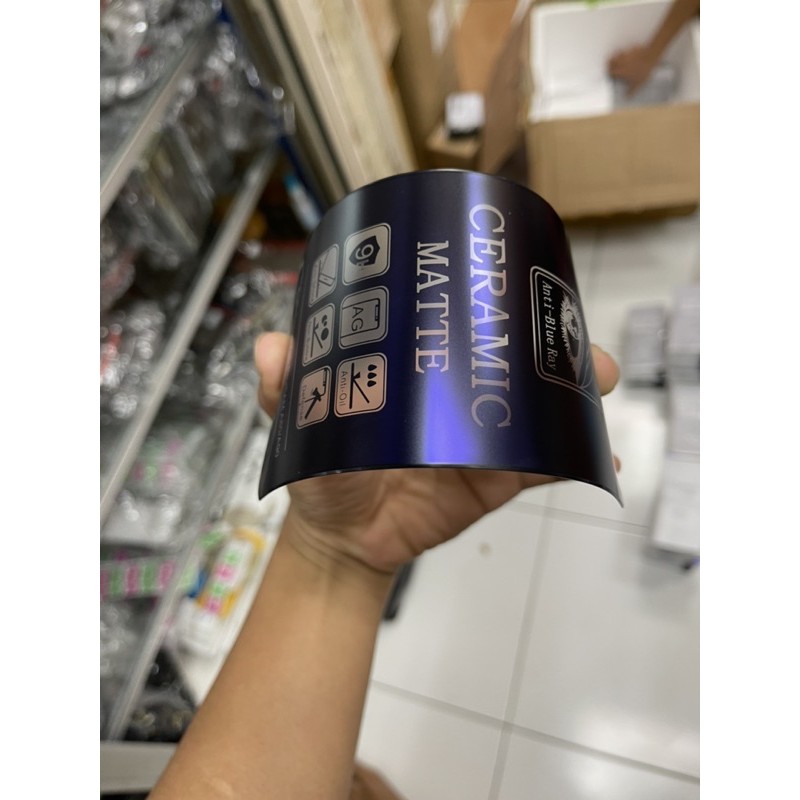 Anti-Blue Ray
CERAMIC
MATTE
9H
AG
Anti-Oil